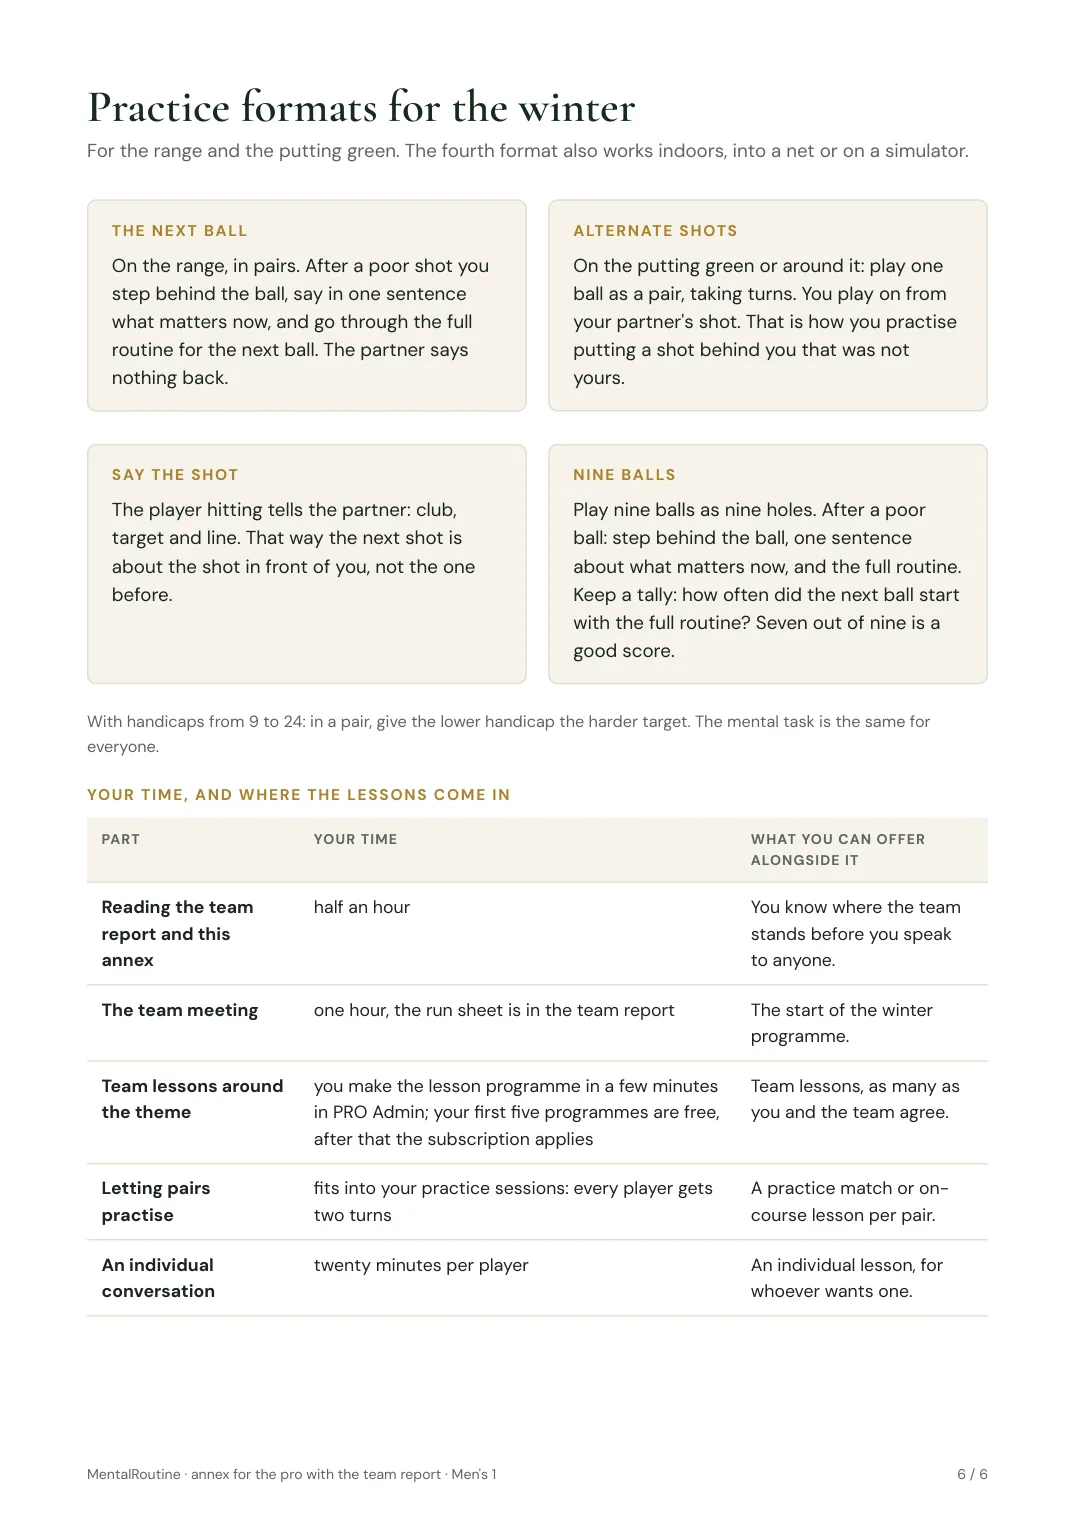 Practice formats for the winter
For the range and the putting green. The fourth format also works indoors, into a net or on a simulator.
THE NEXT BALL
On the range, in pairs. After a poor shot you
step behind the ball, say in one sentence
what matters now, and go through the full
routine for the next ball. The partner says
nothing back.
ALTERNATE SHOTS
On the putting green or around it: play one
ball as a pair, taking turns. You play on from
your partner's shot. That is how you practise
putting a shot behind you that was not
yours.
SAY THE SHOT
The player hitting tells the partner: club,
target and line. That way the next shot is
about the shot in front of you, not the one
before.
NINE BALLS
Play nine balls as nine holes. After a poor
ball: step behind the ball, one sentence
about what matters now, and the full routine.
Keep a tally: how often did the next ball start
with the full routine? Seven out of nine is a
good score.
With handicaps from 9 to 24: in a pair, give the lower handicap the harder target. The mental task is the same for
everyone.
YOUR TIME, AND WHERE THE LESSONS COME IN
PART
YOUR TIME
WHAT YOU CAN OFFER
ALONGSIDE IT
Reading the team
report and this
annex
half an hour
You know where the team
stands before you speak
to anyone.
The team meeting
one hour, the run sheet is in the team report
The start of the winter
programme.
Team lessons around
the theme
you make the lesson programme in a few minutes
in PRO Admin; your first five programmes are free,
after that the subscription applies
Team lessons, as many as
you and the team agree.
Letting pairs
practise
fits into your practice sessions: every player gets
two turns
A practice match or on-
course lesson per pair.
An individual
conversation
twenty minutes per player
An individual lesson, for
whoever wants one.
MentalRoutine · annex for the pro with the team report · Men's 1
6 / 6